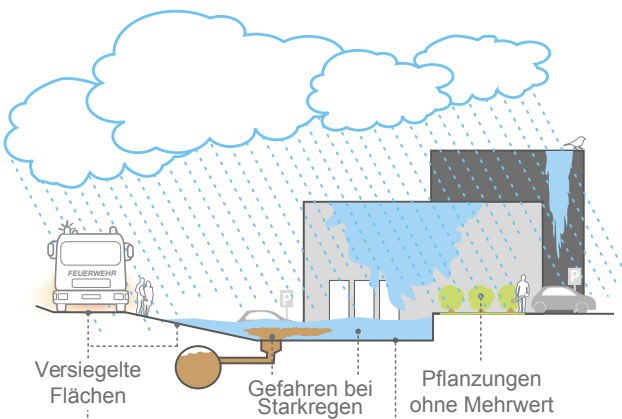 FEUERWEHR
P
P
Versiegelte
Flächen
Gefahren bei
Starkregen
Pflanzungen
ohne Mehrwert